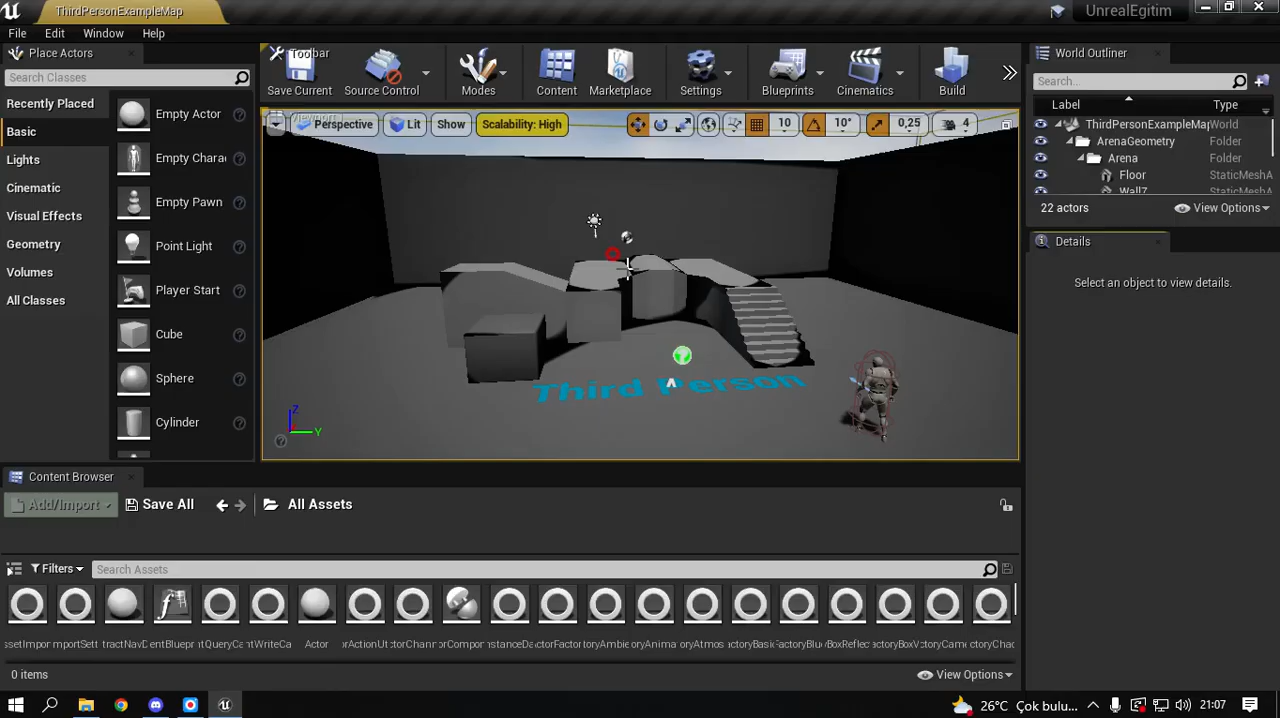 ThirdPersonExampleMap
UnrealEgitim
File Edit Window Help
Place Actors
Search Classes
Recently Placed
Basic
Lights
Cinematic
Visual Effects
Geometry
Volumes
All Classes
Empty Actor
Empty Chara
Empty Pawn
Point Light
Player Start
Cube
Sphere
Cylinder
Toolbar
Save Current
Source Control
Modes
Content
Marketplace
Settings
Blueprints
Cinematics
Build
Perspective Lit Show Scalability: High 10 10° 0,25 4
Third Person
Z
Y
World Outliner
Search...
Label Type
ThirdPersonExampleMap World
ArenaGeometry Folder
Arena Folder
Floor StaticMeshA
Wall7 StaticMeshA
22 actors View Options
Details
Select an object to view details.
Content Browser
Add/Import Save All All Assets
Filters Search Assets
Actor
0 items View Options
26°C Çok bulu... 21:07